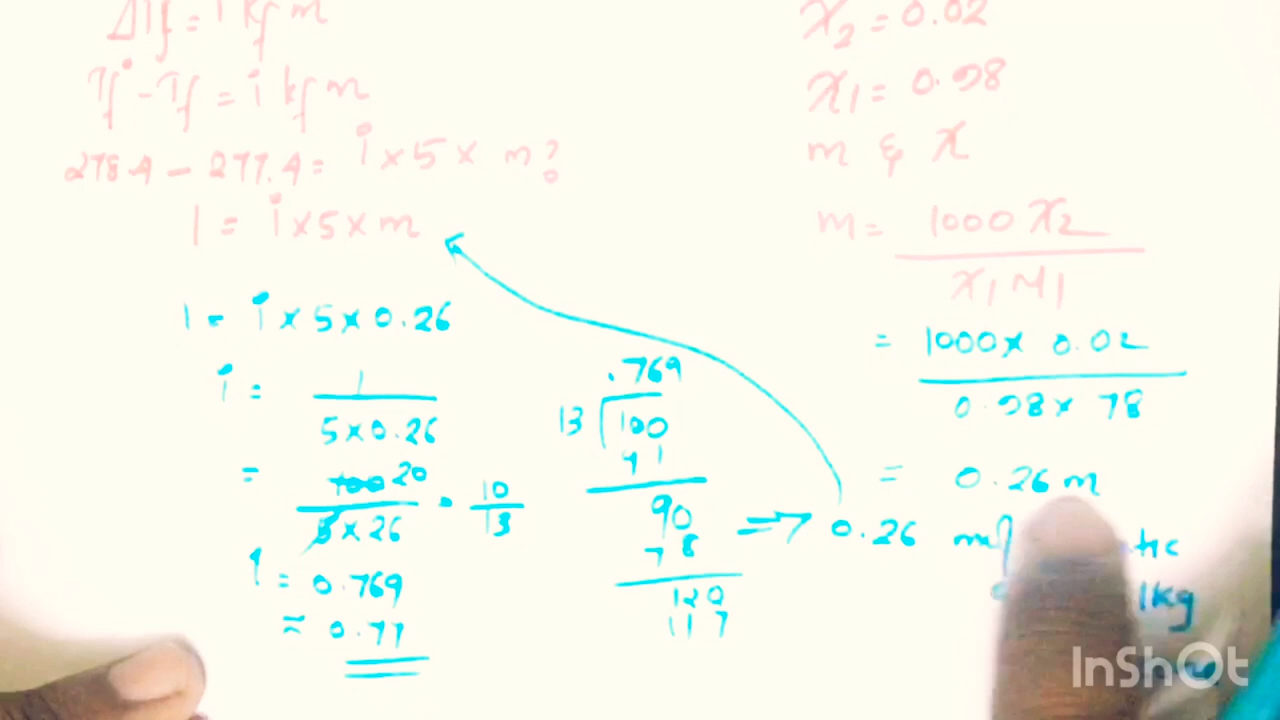 ΔTf = i kf m
Tf° - Tf = i kf m
278.4 - 277.4 = i × 5 × m?
1 = i × 5 × m
1 = i × 5 × 0.26
i = 1 / 5 × 0.26
= 100 20 / 5 × 26 = 10 / 13
i = 0.769
≈ 0.77
.769
13 100
91
90
78
120
117
x2 = 0.02
x1 = 0.98
m & x
m = 1000 x2 / x1 M1
= 1000 × 0.02 / 0.98 × 78
= 0.26 m
⇒ 0.26
1kg
InShOt